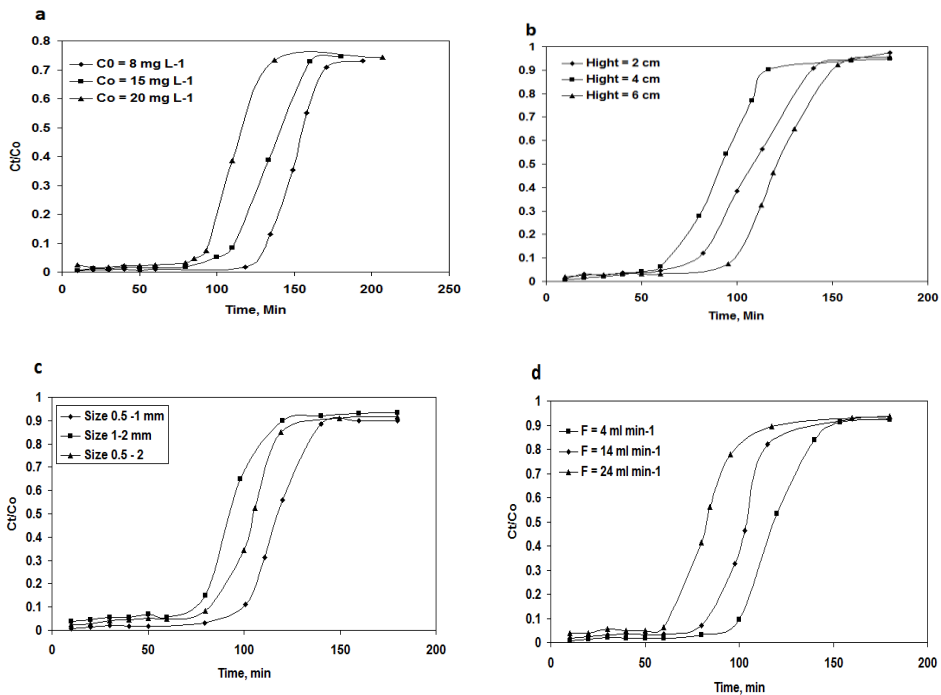 a
0.8
0.7
0.6
0.5
0.4
0.3
0.2
0.1
0
Ct/Co
C0 = 8 mg L-1
Co = 15 mg L-1
Co = 20 mg L-1
0 50 100 150 200 250
Time, Min
b
1
0.9
0.8
0.7
0.6
0.5
0.4
0.3
0.2
0.1
0
Hight = 2 cm
Hight = 4 cm
Hight = 6 cm
0 50 100 150 200
Time, Min
c
1
0.9
0.8
0.7
0.6
0.5
0.4
0.3
0.2
0.1
0
Ct/Co
Size 0.5 -1 mm
Size 1-2 mm
Size 0.5 - 2
0 50 100 150 200
Time, min
d
1
0.9
0.8
0.7
0.6
0.5
0.4
0.3
0.2
0.1
0
Ct/Co
F = 4 ml min-1
F = 14 ml min-1
F = 24 ml min-1
0 50 100 150 200
Time, min